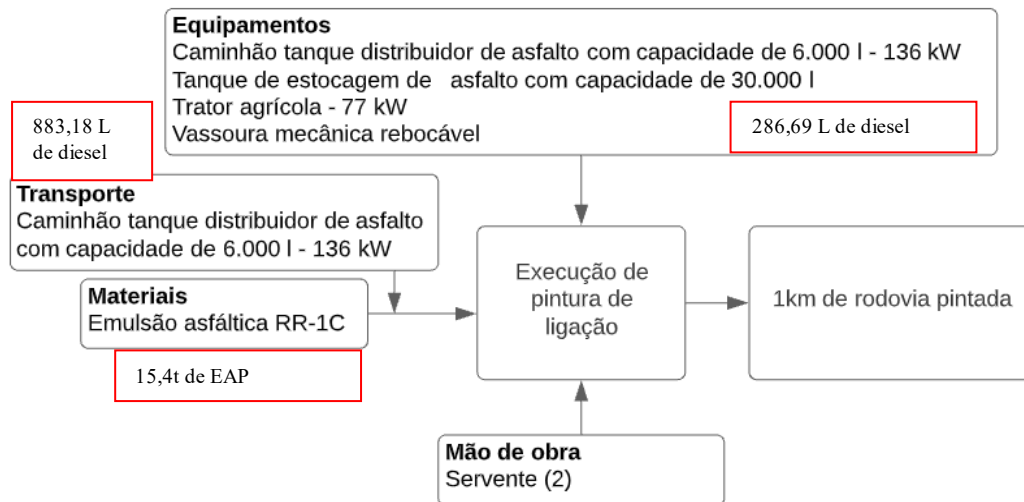 Equipamentos
Caminhão tanque distribuidor de asfalto com capacidade de 6.000 l - 136 kW
Tanque de estocagem de asfalto com capacidade de 30.000 l
Trator agrícola - 77 kW
Vassoura mecânica rebocável
286,69 L de diesel
883,18 L
de diesel
Transporte
Caminhão tanque distribuidor de asfalto
com capacidade de 6.000 l - 136 kW
Materiais
Emulsão asfáltica RR-1C
15,4t de EAP
Execução de
pintura de
ligação
1km de rodovia pintada
Mão de obra
Servente (2)